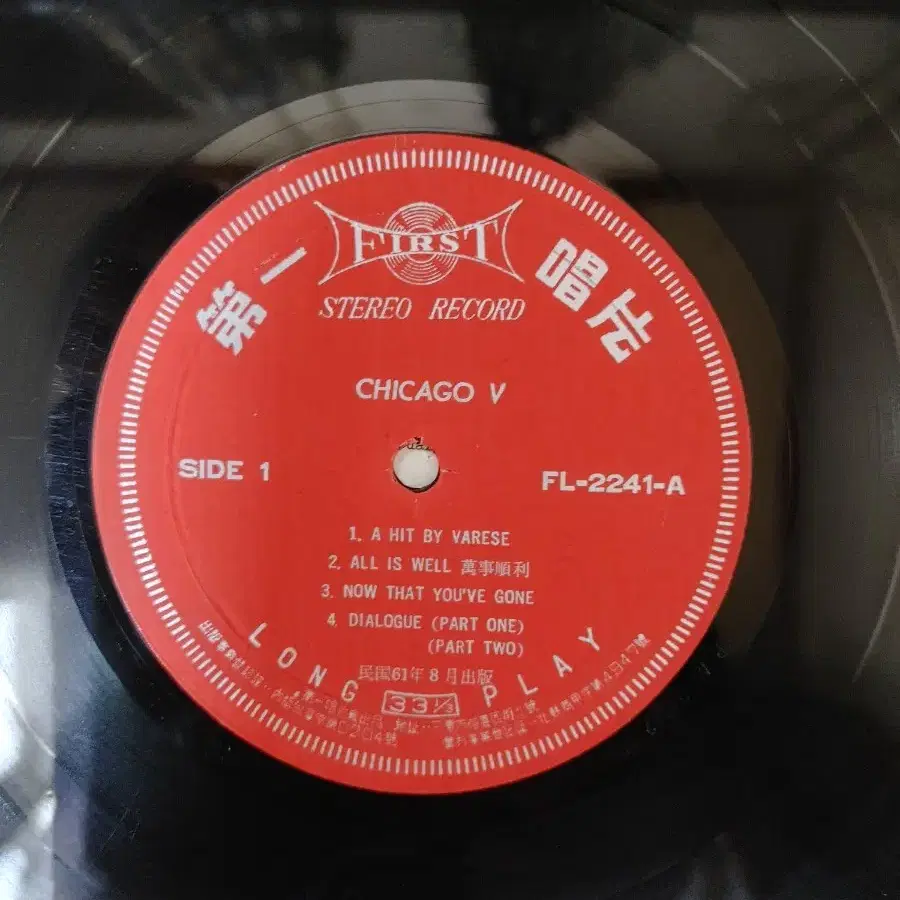 FIRST
第一唱片
STEREO RECORD
CHICAGO V
SIDE 1
FL-2241-A
1. A HIT BY VARESE
2. ALL IS WELL 萬事順利
3. NOW THAT YOU'VE GONE
4. DIALOGUE (PART ONE)
(PART TWO)
LONG PLAY
民国61年8月出版
33⅓